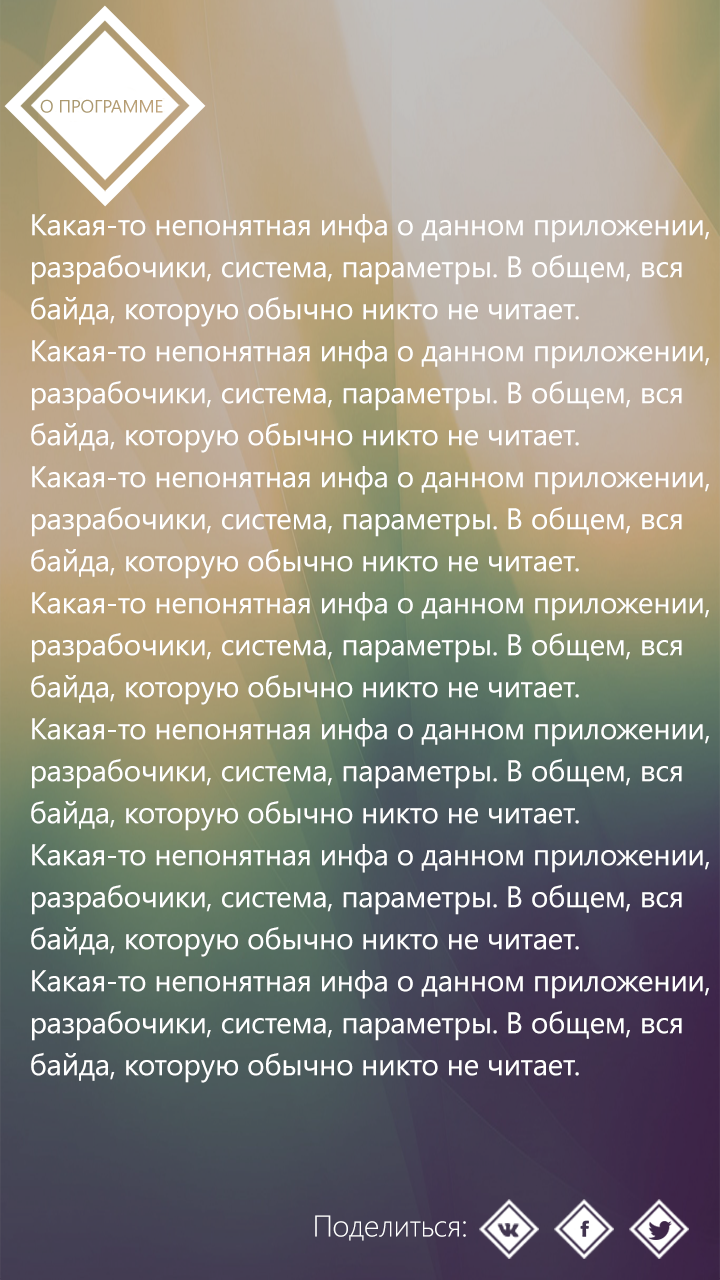 О ПРОГРАММЕ
Какая-то непонятная инфа о данном приложении,
разрабочики, система, параметры. В общем, вся
байда, которую обычно никто не читает.
Какая-то непонятная инфа о данном приложении,
разрабочики, система, параметры. В общем, вся
байда, которую обычно никто не читает.
Какая-то непонятная инфа о данном приложении,
разрабочики, система, параметры. В общем, вся
байда, которую обычно никто не читает.
Какая-то непонятная инфа о данном приложении,
разрабочики, система, параметры. В общем, вся
байда, которую обычно никто не читает.
Какая-то непонятная инфа о данном приложении,
разрабочики, система, параметры. В общем, вся
байда, которую обычно никто не читает.
Какая-то непонятная инфа о данном приложении,
разрабочики, система, параметры. В общем, вся
байда, которую обычно никто не читает.
Какая-то непонятная инфа о данном приложении,
разрабочики, система, параметры. В общем, вся
байда, которую обычно никто не читает.
Поделиться: